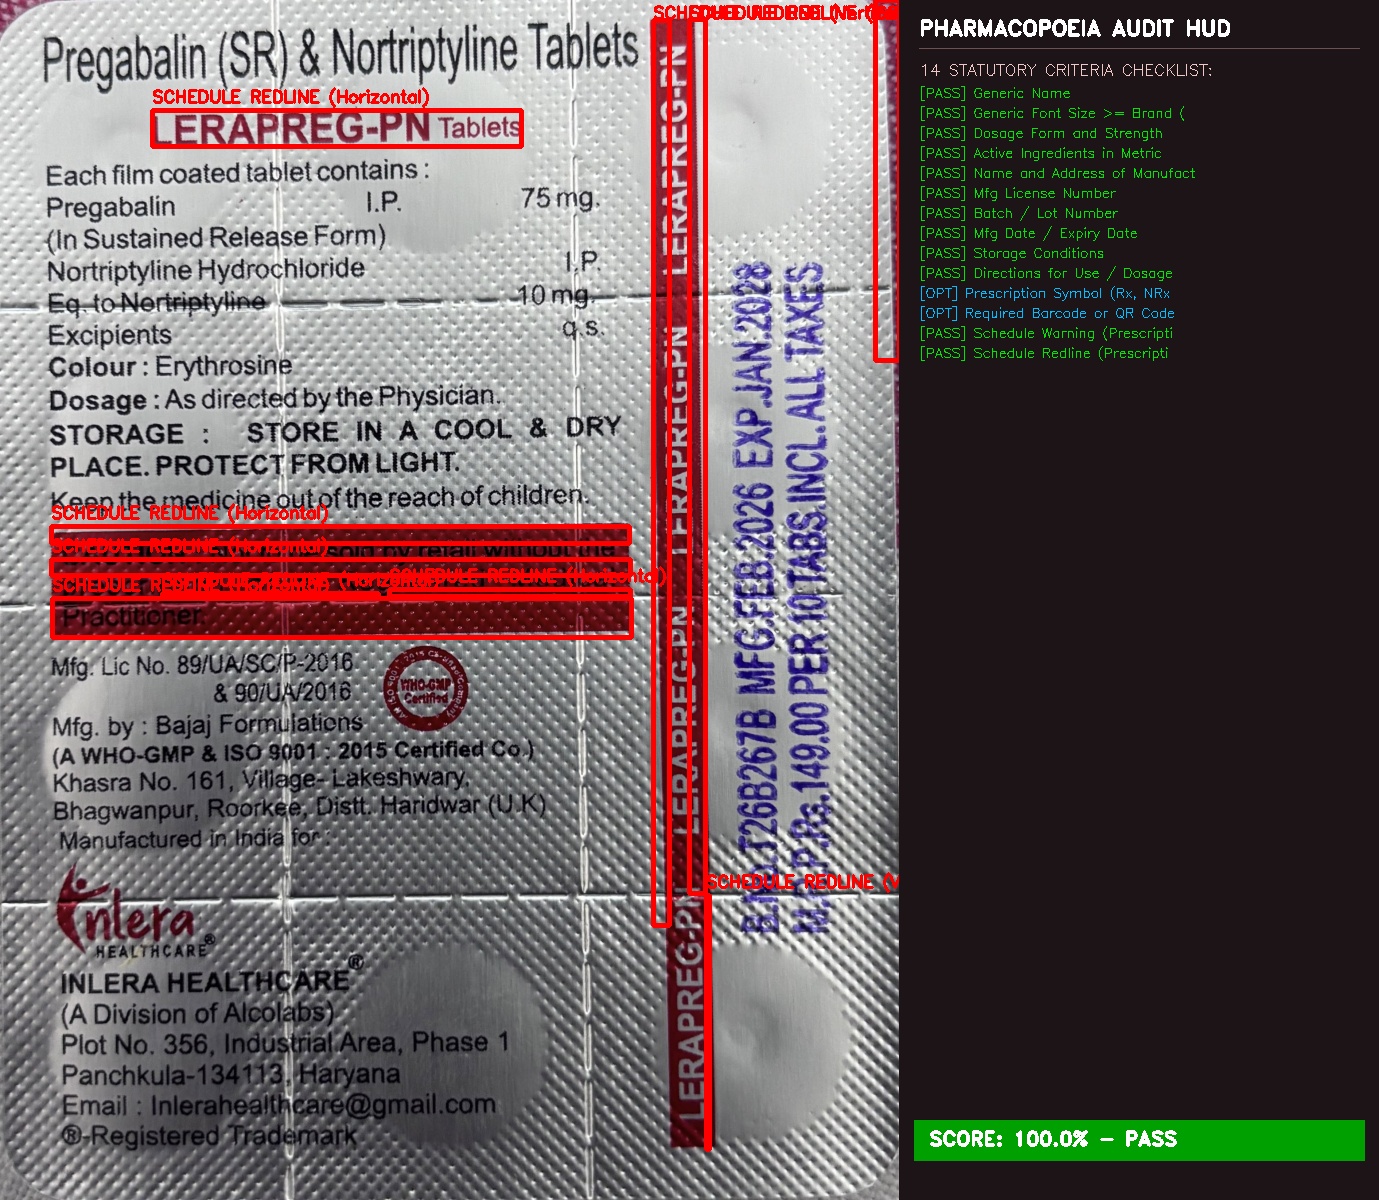 Pregabalin (SR) & Nortriptyline Tablets
SCHEDULE REDLINE (Horizontal)
LERAPREG-PN Tablets
Each film coated tablet contains :
Pregabalin I.P. 75 mg.
(In Sustained Release Form)
Nortriptyline Hydrochloride I.P.
Eq. to Nortriptyline 10 mg.
Excipients q.s.
Colour : Erythrosine
Dosage : As directed by the Physician.
STORAGE : STORE IN A COOL & DRY
PLACE. PROTECT FROM LIGHT.
Keep the medicine out of the reach of children.
SCHEDULE REDLINE (Horizontal)
SCHEDULE REDLINE (Horizontal)
sold by retail without the
SCHEDULE REDLINE (Horizontal)
SCHEDULE REDLINE (Horizontal)
Practitioner.
Mfg. Lic No. 89/UA/SC/P-2016
& 90/UA/2016
WHO-GMP
Certified
Mfg. by : Bajaj Formulations
(A WHO-GMP & ISO 9001 : 2015 Certified Co.)
Khasra No. 161, Village- Lakeshwary,
Bhagwanpur, Roorkee, Distt. Haridwar (U.K)
Manufactured in India for :
Inlera
HEALTHCARE®
INLERA HEALTHCARE®
(A Division of Alcolabs)
Plot No. 356, Industrial Area, Phase 1
Panchkula-134113, Haryana
Email : Inlerahealthcare@gmail.com
®-Registered Trademark
LERAPREG-PN LERAPREG-PN LERAPREG-PN LERAPREG-PN LERAPREG-PN
B.No.T26B267B MFG.FEB.2026 EXP.JAN.2028
M.R.P.Rs.149.00 PER 10 TABS.INCL.ALL TAXES
SCHEDULE REDLINE (V
PHARMACOPOEIA AUDIT HUD
14 STATUTORY CRITERIA CHECKLIST:
[PASS] Generic Name
[PASS] Generic Font Size >= Brand (
[PASS] Dosage Form and Strength
[PASS] Active Ingredients in Metric
[PASS] Name and Address of Manufact
[PASS] Mfg License Number
[PASS] Batch / Lot Number
[PASS] Mfg Date / Expiry Date
[PASS] Storage Conditions
[PASS] Directions for Use / Dosage
[OPT] Prescription Symbol (Rx, NRx
[OPT] Required Barcode or QR Code
[PASS] Schedule Warning (Prescripti
[PASS] Schedule Redline (Prescripti
SCORE: 100.0% - PASS